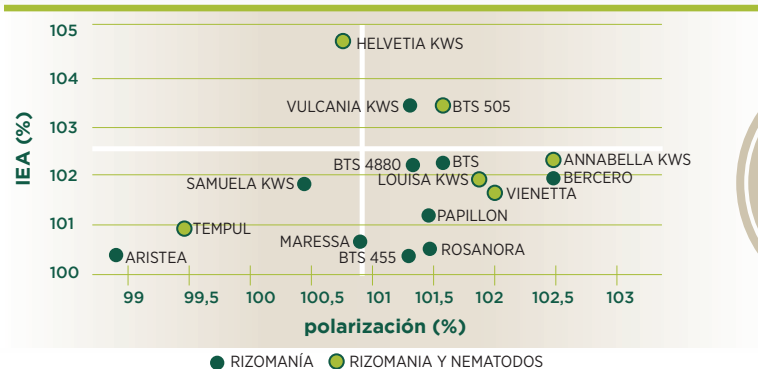 105
HELVETIA KWS
104
VULCANIA KWS BTS 505
103
IEA (%)
BTS 4880 BTS ANNABELLA KWS
102 SAMUELA KWS LOUISA KWS BERCERO
VIENETTA
PAPILLON
101 TEMPUL
MARESSA ROSANORA
ARISTEA BTS 455
100
99 99,5 100 100,5 101 101,5 102 102,5 103
polarización (%)
RIZOMANÍA RIZOMANIA Y NEMATODOS